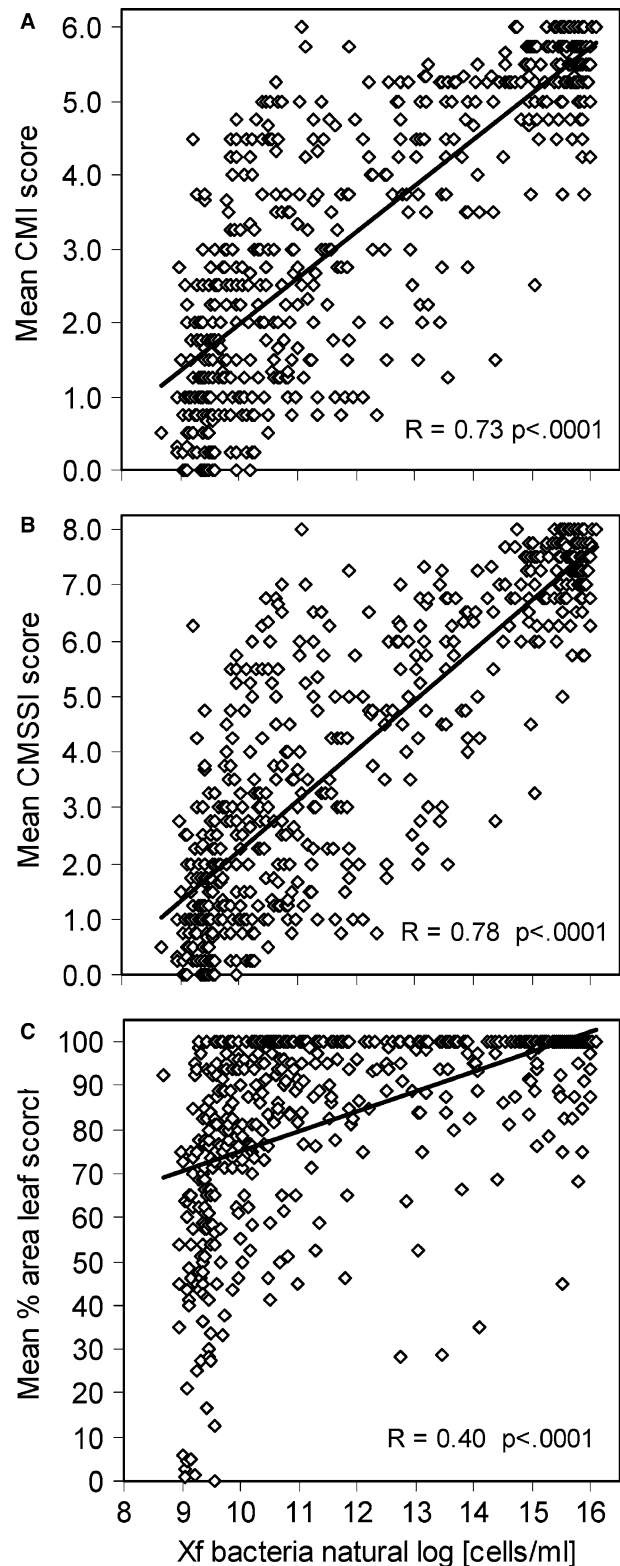 A
6.0
5.0
4.0
3.0
2.0
1.0
0.0
Mean CMI score
R = 0.73 p<.0001
B
8.0
7.0
6.0
5.0
4.0
3.0
2.0
1.0
0.0
Mean CMSSI score
R = 0.78 p<.0001
C
100
90
80
70
60
50
40
30
20
10
0
Mean % area leaf scorcl
R = 0.40 p<.0001
8 9 10 11 12 13 14 15 16
Xf bacteria natural log [cells/ml]